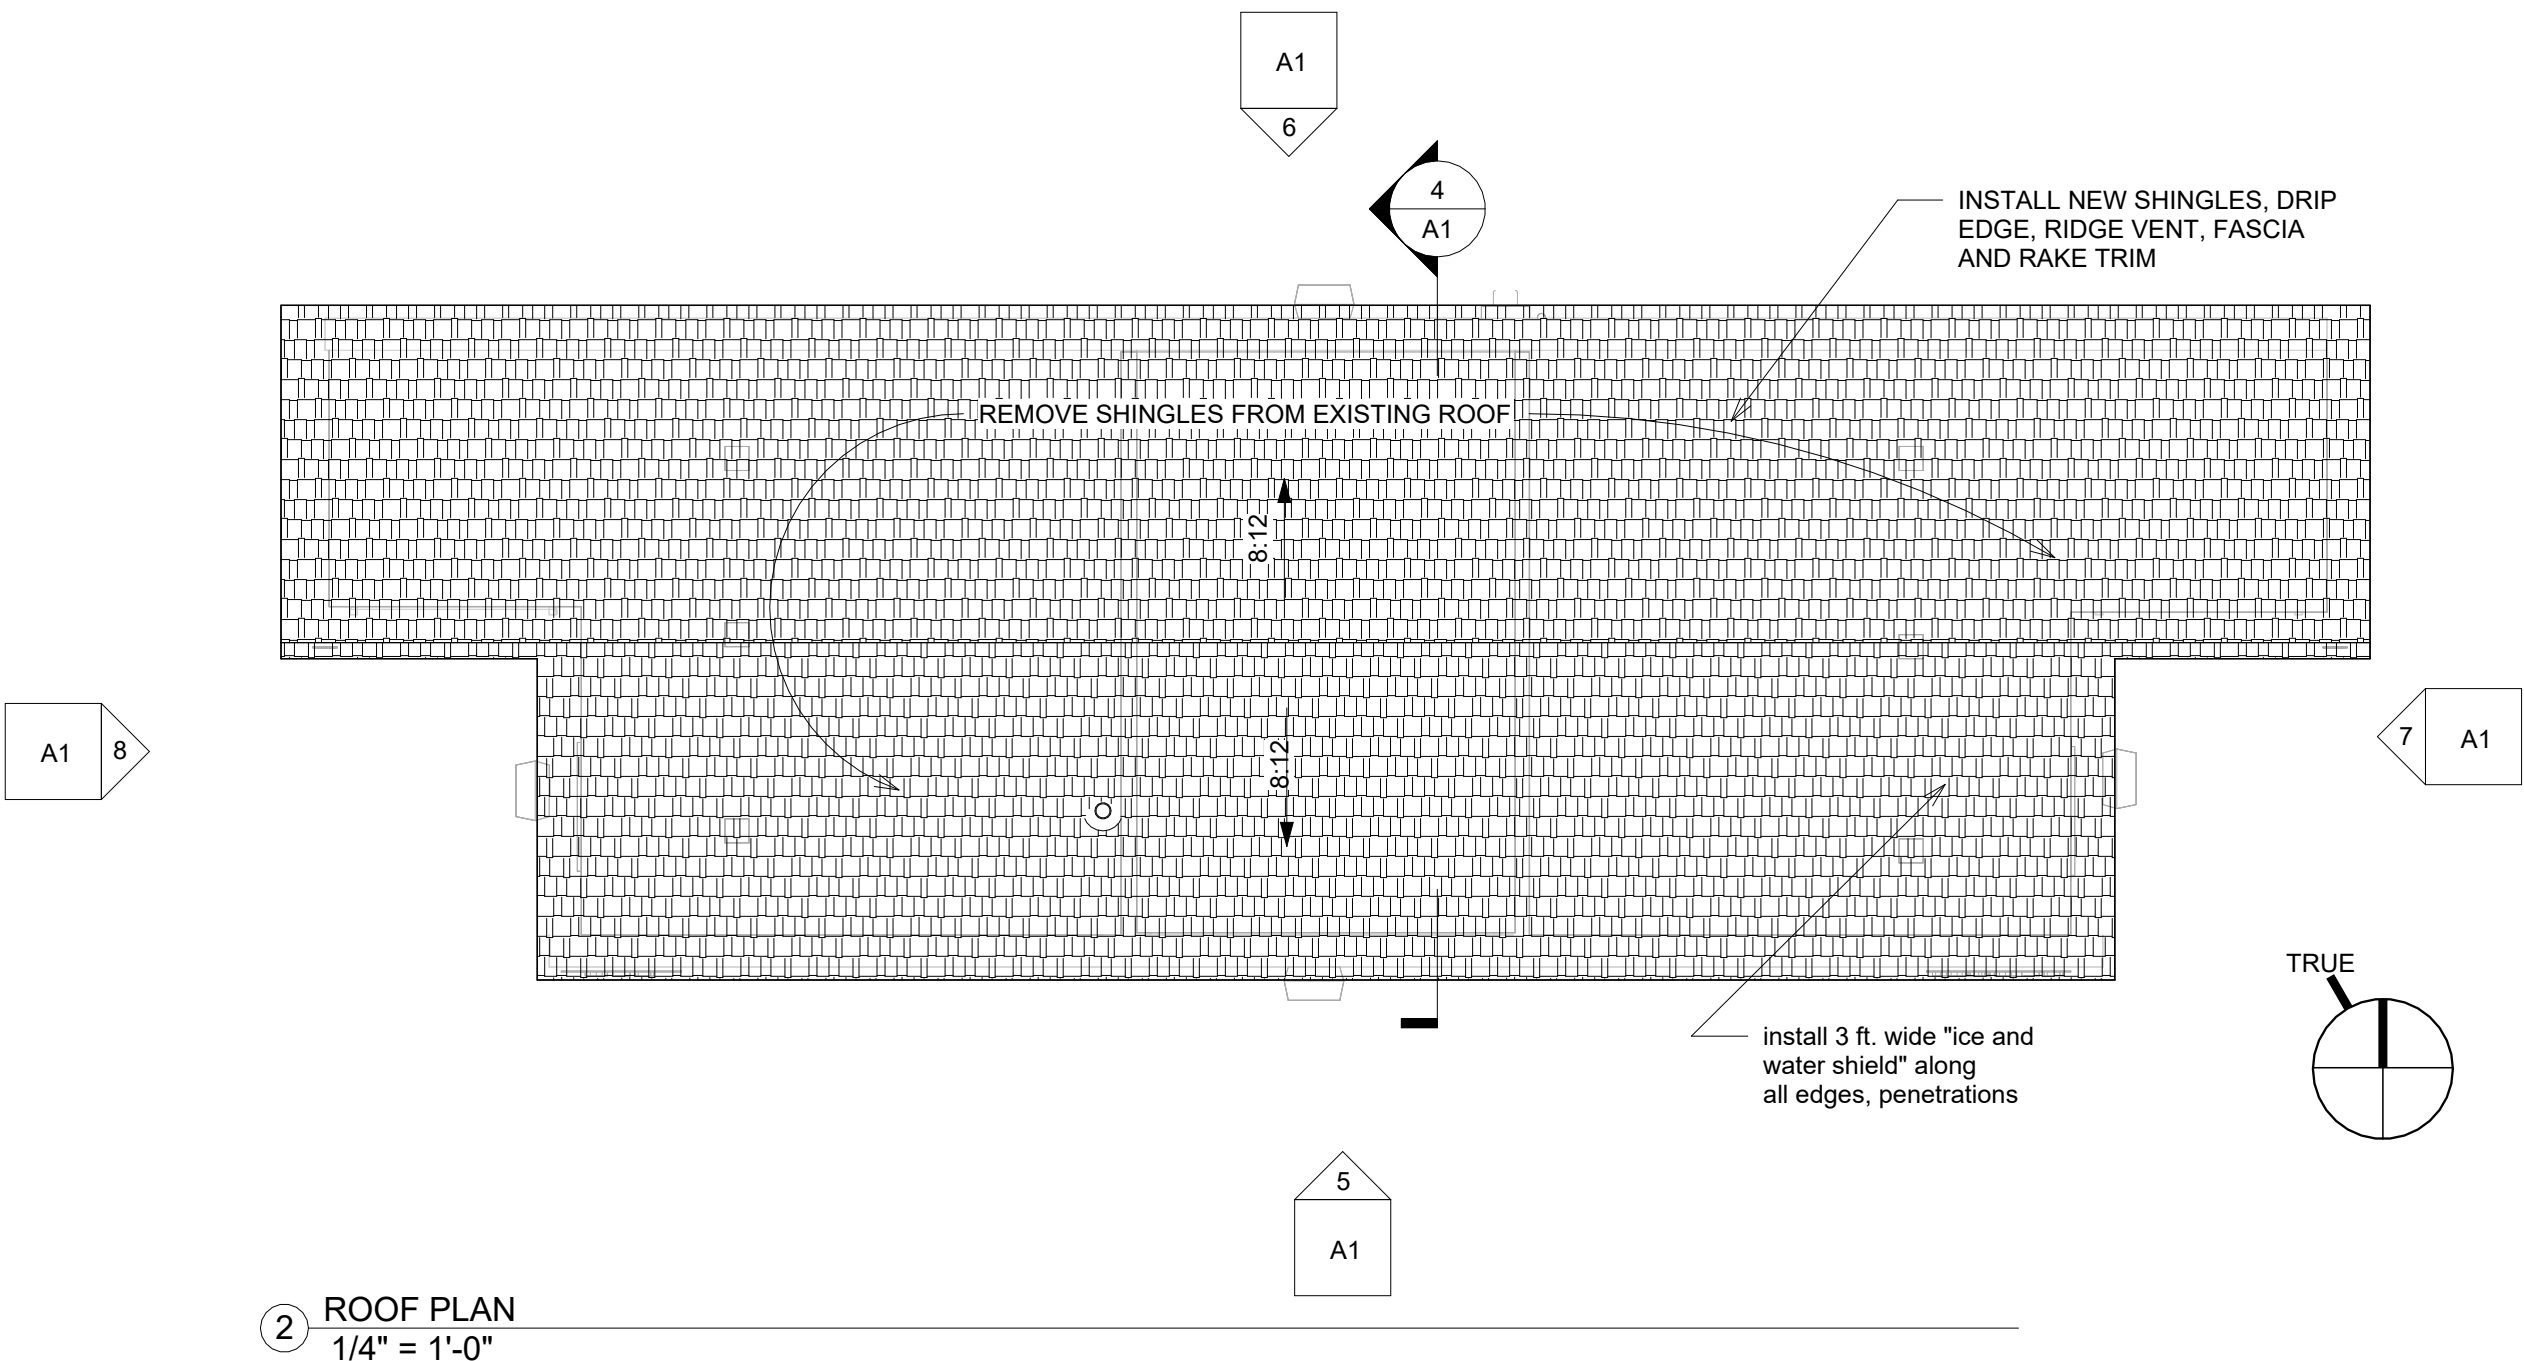 A1
6
4
A1
INSTALL NEW SHINGLES, DRIP
EDGE, RIDGE VENT, FASCIA
AND RAKE TRIM
REMOVE SHINGLES FROM EXISTING ROOF
8:12
8:12
A1
8
7
A1
TRUE
install 3 ft. wide "ice and
water shield" along
all edges, penetrations
5
A1
2
ROOF PLAN
1/4" = 1'-0"